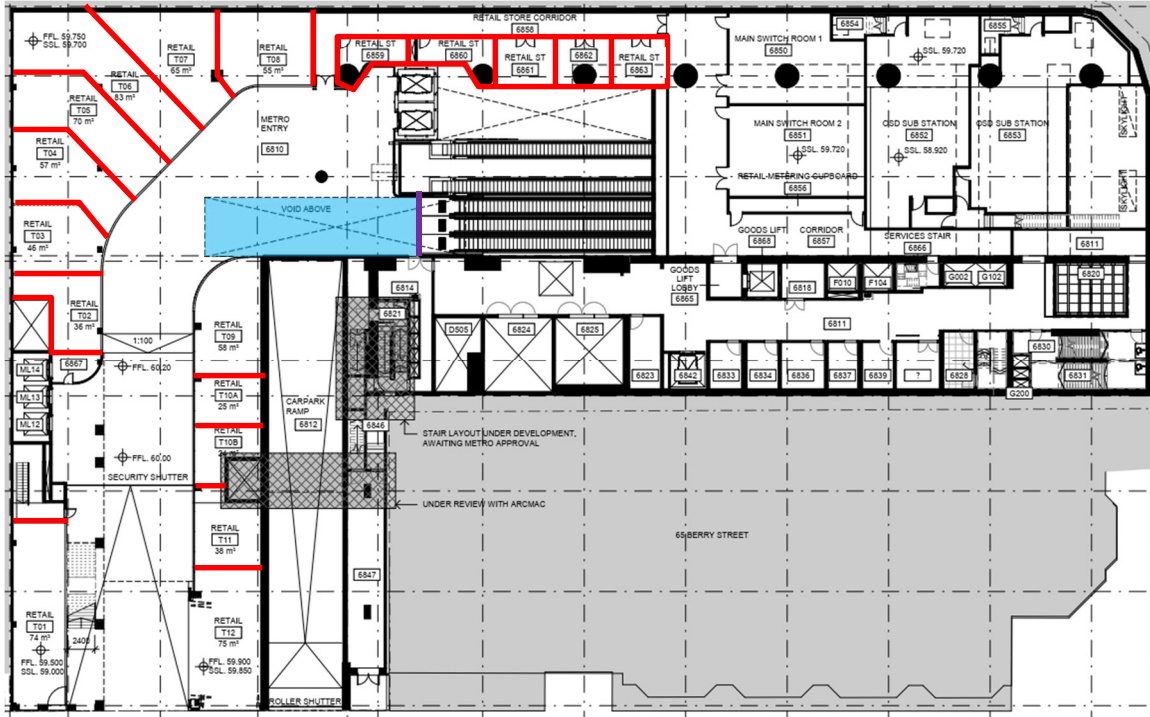 FFL. 59.750
SSL. 59.700
RETAIL
T07
65 m²
RETAIL
T08
55 m²
RETAIL
T06
83 m²
RETAIL
T05
70 m²
RETAIL
T04
57 m²
RETAIL
T03
46 m²
RETAIL
T02
36 m²
METRO
ENTRY
6810
VOID ABOVE
RETAIL STORE CORRIDOR
6858
RETAIL ST
6859
RETAIL ST
6860
RETAIL ST
6861
6862
RETAIL ST
6863
MAIN SWITCH ROOM 1
6850
6854
SSL. 59.720
6855
MAIN SWITCH ROOM 2
6851
SSL. 59.720
OSD SUB STATION
6852
SSL. 58.920
OSD SUB STATION
6853
SKYLIGHT
SKYLIGHT
RETAIL METERING CUPBOARD
6856
GOODS LIFT
6868
CORRIDOR
6857
SERVICES STAIR
6866
6811
GOODS
LIFT
LOBBY
6865
6818
F010
F104
G002
G102
6820
6811
6814
6821
D505
6824
6825
6823
6842
6833
6834
6836
6837
6839
?
6828
6830
6831
G200
1:100
6867
FFL. 60.20
ML14
ML13
ML12
RETAIL
T09
58 m²
RETAIL
T10A
25 m²
RETAIL
T10B
CARPARK
RAMP
6812
6846
STAIR LAYOUT UNDER DEVELOPMENT,
AWAITING METRO APPROVAL
FFL. 60.00
SECURITY SHUTTER
UNDER REVIEW WITH ARCMAC
RETAIL
T11
38 m²
65 BERRY STREET
6847
RETAIL
T01
74 m²
FFL. 59.500
SSL. 59.000
2400
RETAIL
T12
75 m²
FFL. 59.900
SSL. 59.850
ROLLER SHUTTER